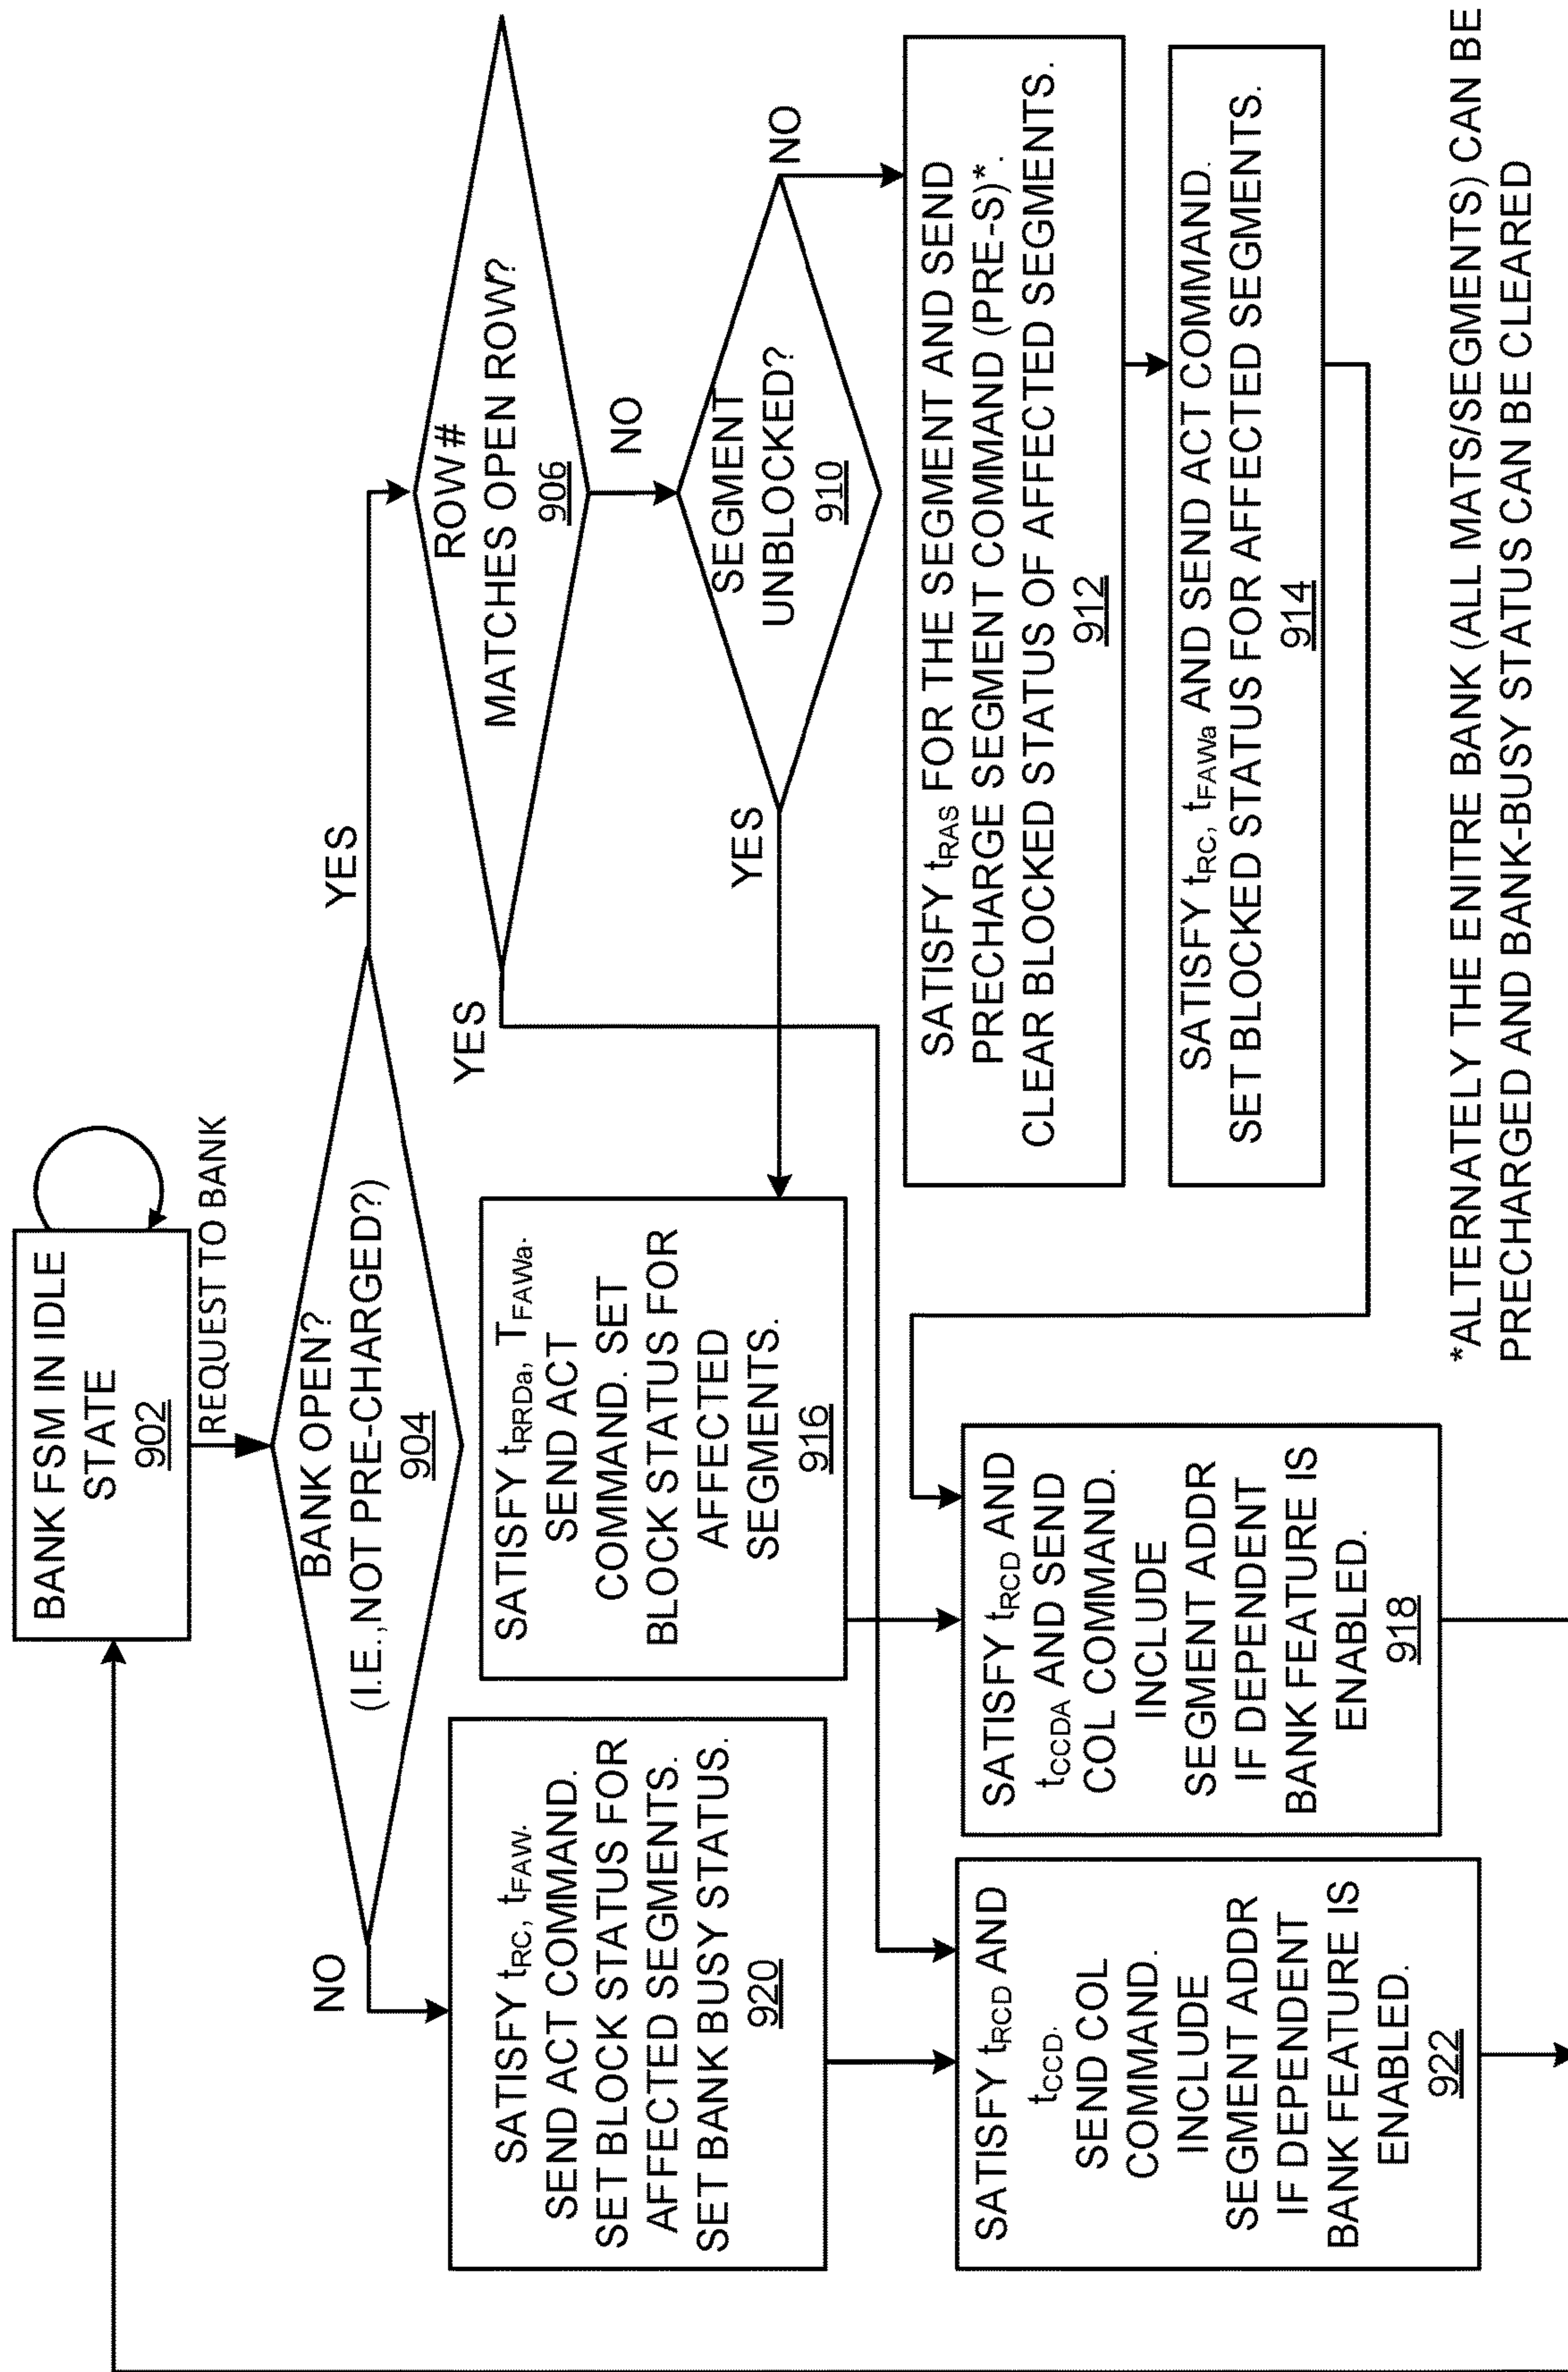 BANK FSM IN IDLE
STATE
902
REQUEST TO BANK
BANK OPEN?
(I.E.,NOT PRE-CHARGED?)
904
NO
YES
ROW #
MATCHES OPEN ROW?
906
YES
NO
SEGMENT
UNBLOCKED?
910
YES
NO
SATISFY tRC, tFAW.
SEND ACT COMMAND.
SET BLOCK STATUS FOR
AFFECTED SEGMENTS.
SET BANK BUSY STATUS.
920
SATISFY tRRDa, TFAWa.
SEND ACT
COMMAND. SET
BLOCK STATUS FOR
AFFECTED
SEGMENTS.
916
SATISFY tRAS FOR THE SEGMENT AND SEND
PRECHARGE SEGMENT COMMAND (PRE-S)*.
CLEAR BLOCKED STATUS OF AFFECTED SEGMENTS.
912
SATISFY tRC, tFAWa AND SEND ACT COMMAND.
SET BLOCKED STATUS FOR AFFECTED SEGMENTS.
914
SATISFY tRCD AND
tCCD.
SEND COL
COMMAND.
INCLUDE
SEGMENT ADDR
IF DEPENDENT
BANK FEATURE IS
ENABLED.
922
SATISFY tRCD AND
tCCDA AND SEND
COL COMMAND.
INCLUDE
SEGMENT ADDR
IF DEPENDENT
BANK FEATURE IS
ENABLED.
918
*ALTERNATELY THE ENITRE BANK (ALL MATS/SEGMENTS) CAN BE
PRECHARGED AND BANK-BUSY STATUS CAN BE CLEARED